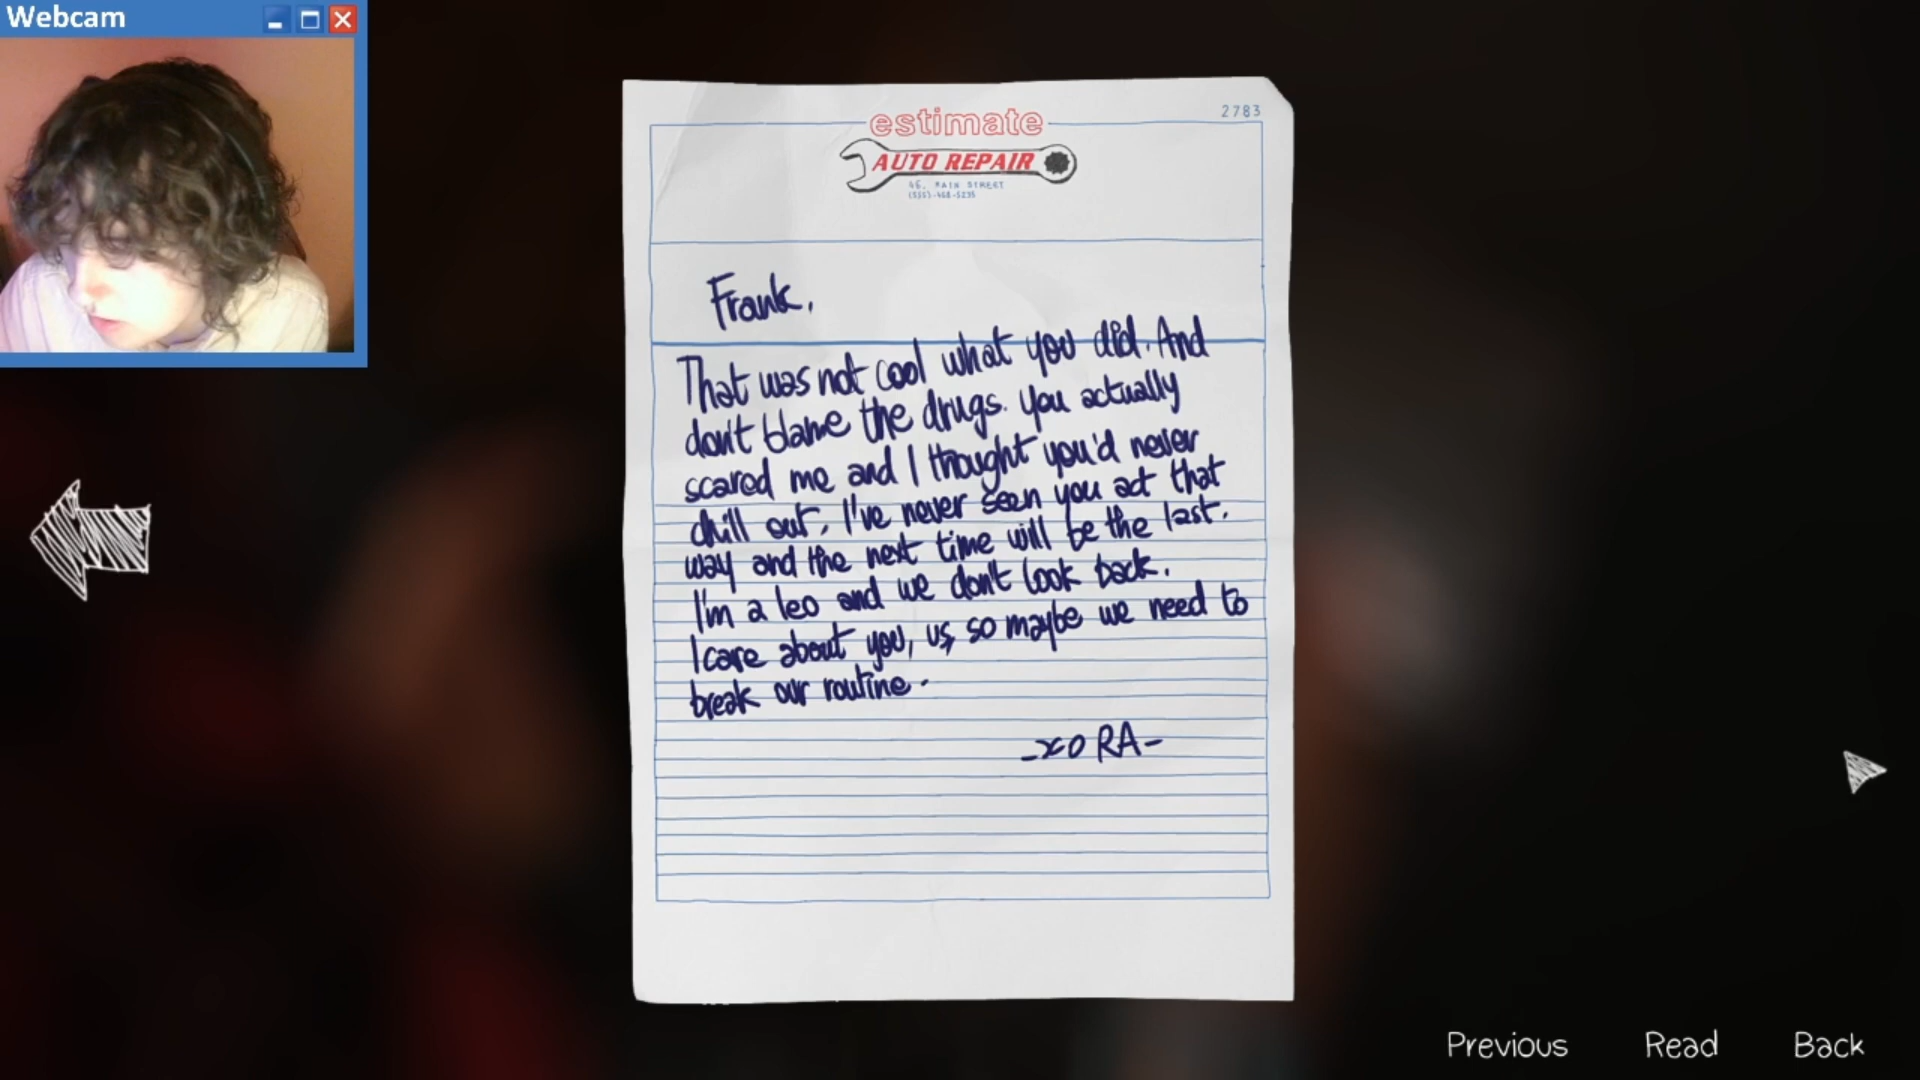 Webcam
estimate
2783
AUTO REPAIR
45, MAIN STREET
Frank,
That was not cool what you did. And
don't blame the drugs. You actually
scared me and I thought you'd never
chill out. I've never seen you act that
way and the next time will be the last.
I'm a leo and we don't look back.
I care about you, us, so maybe we need to
break our routine.
-xo RA-
Previous
Read
Back